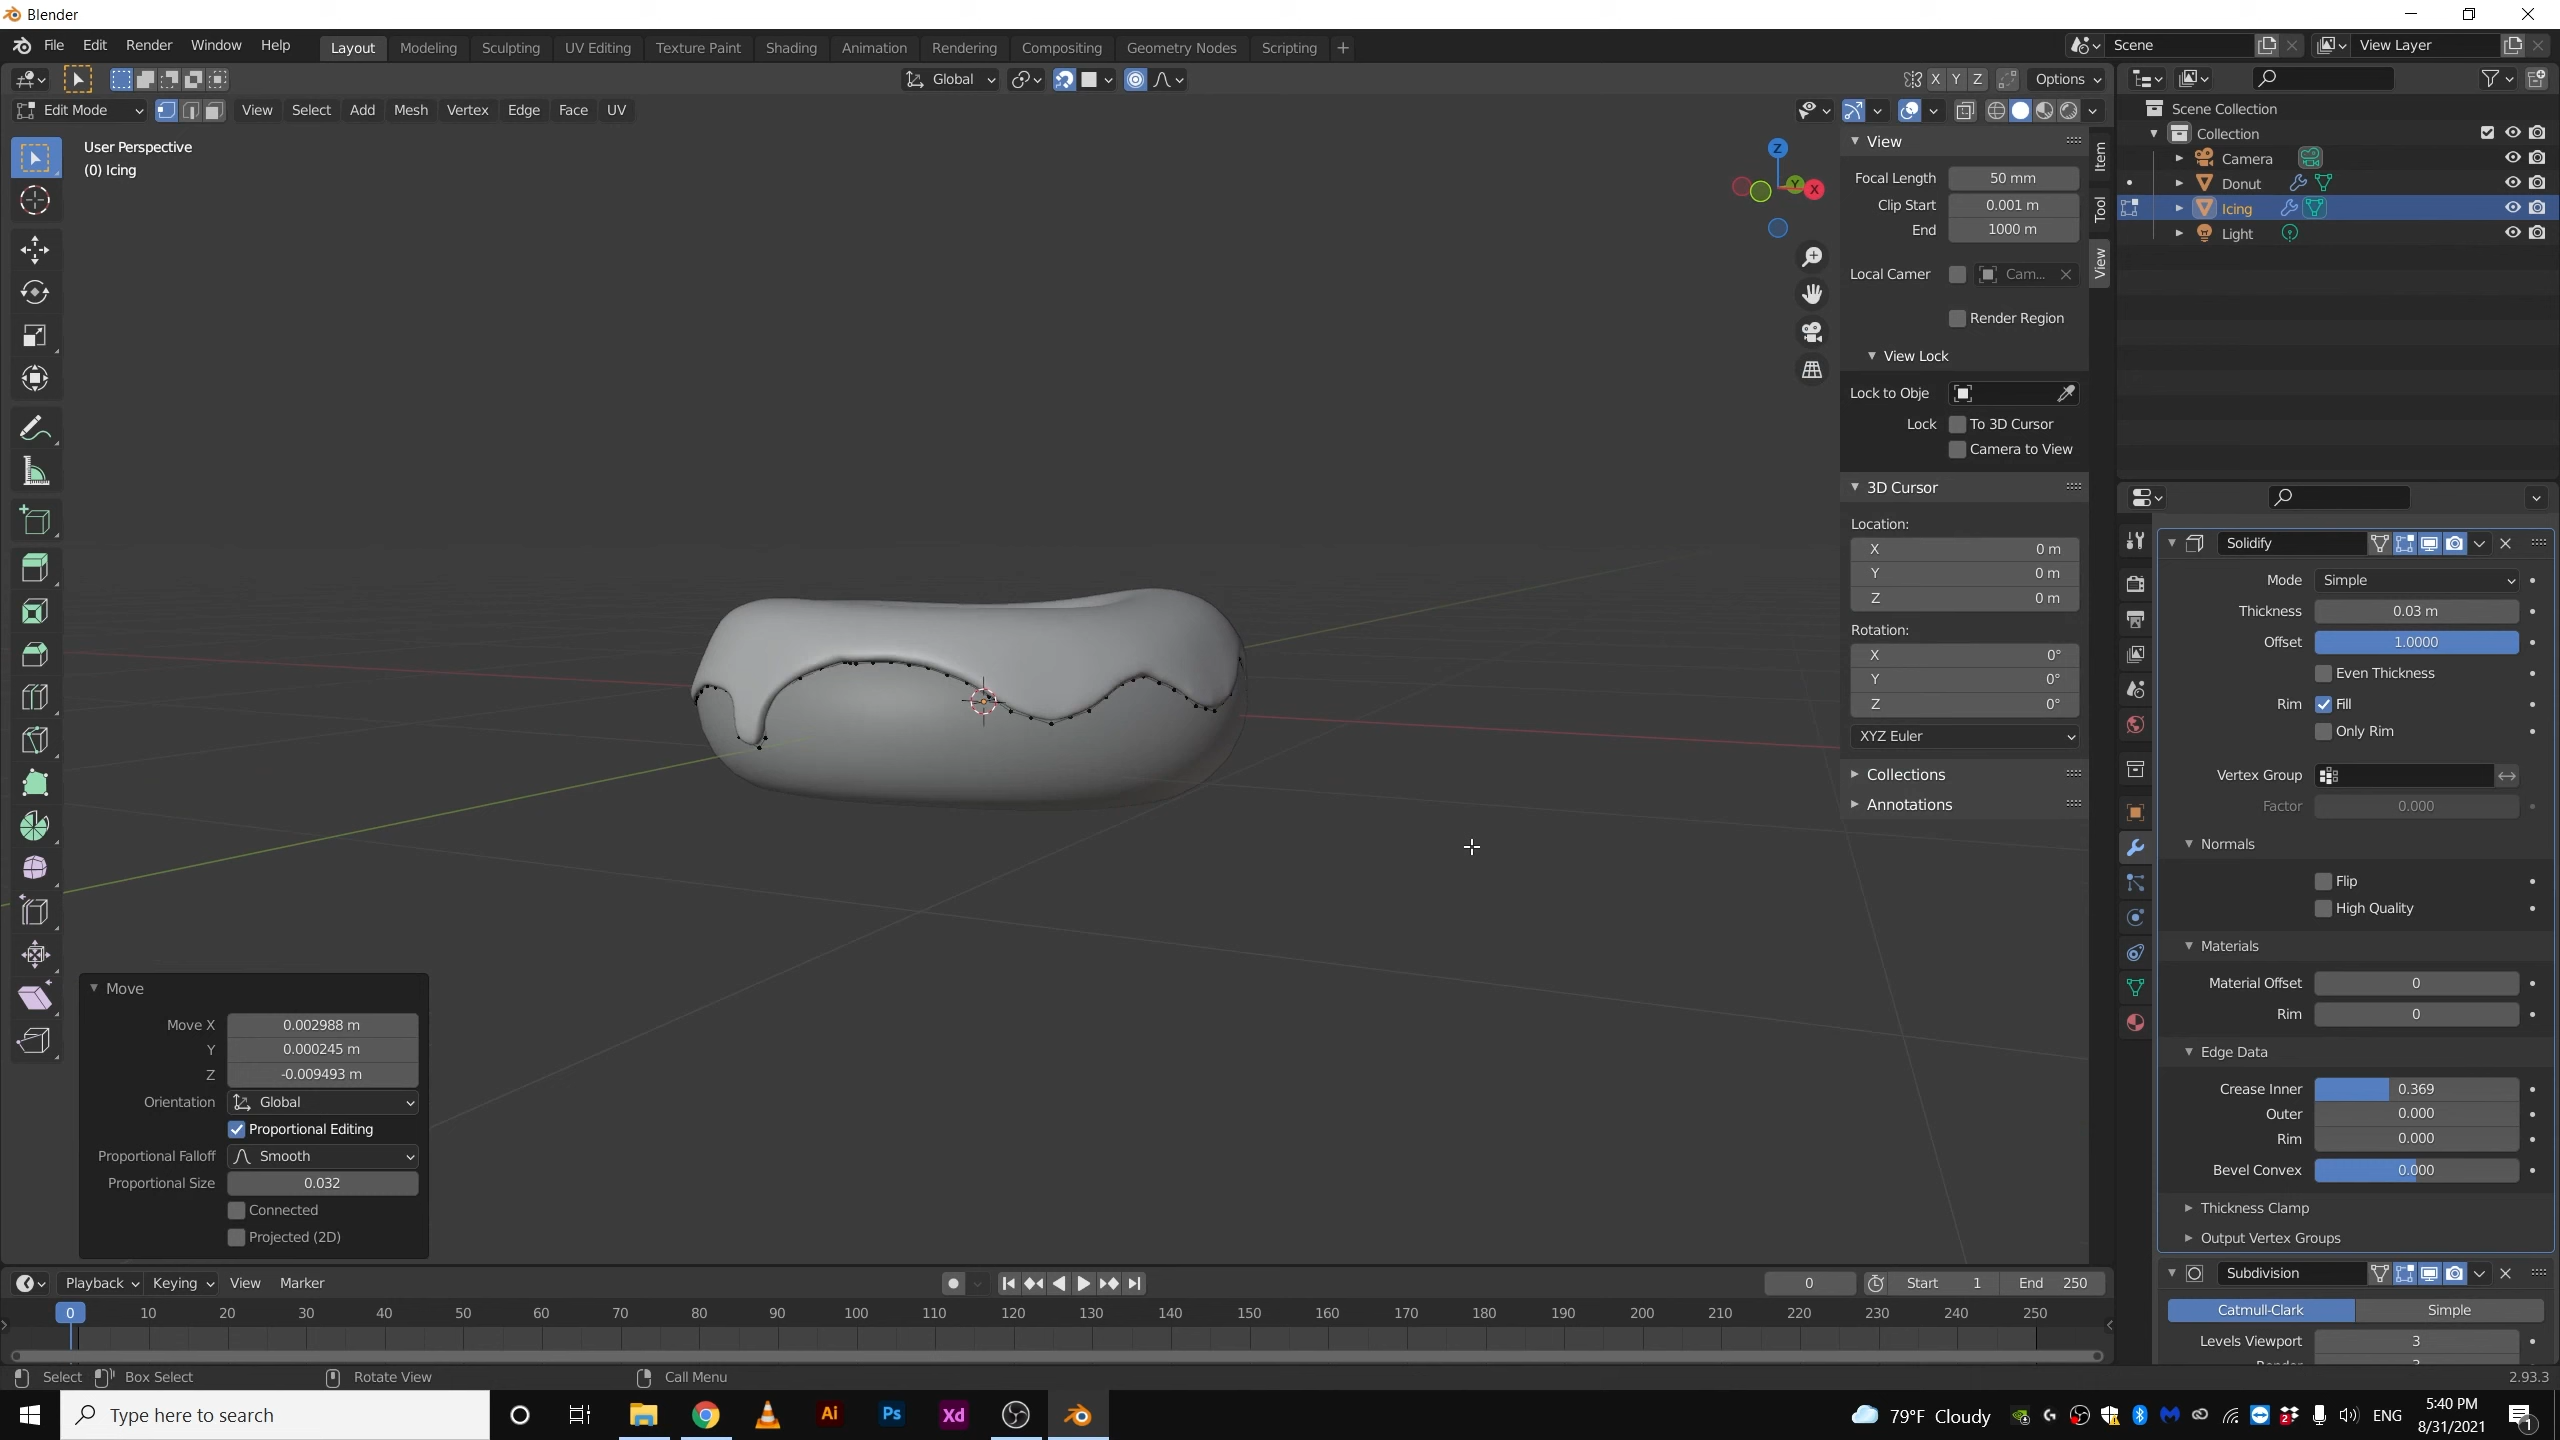 Blender
File Edit Render Window Help Layout Modeling Sculpting UV Editing Texture Paint Shading Animation Rendering Compositing Geometry Nodes Scripting + Scene View Layer
Global X Y Z Options
Edit Mode View Select Add Mesh Vertex Edge Face UV
User Perspective
(0) Icing
Z
Y
X
View
Focal Length 50 mm
Clip Start 0.001 m
End 1000 m
Local Camer Cam...
Render Region
View Lock
Lock to Obje
Lock To 3D Cursor
Camera to View
3D Cursor
Location:
X 0 m
Y 0 m
Z 0 m
Rotation:
X 0°
Y 0°
Z 0°
XYZ Euler
Collections
Annotations
Item
Tool
View
Scene Collection
Collection
Camera
Donut
Icing
Light
Solidify
Mode Simple
Thickness 0.03 m
Offset 1.0000
Even Thickness
Rim Fill
Only Rim
Vertex Group
Factor 0.000
Normals
Flip
High Quality
Materials
Material Offset 0
Rim 0
Edge Data
Crease Inner 0.369
Outer 0.000
Rim 0.000
Bevel Convex 0.000
Thickness Clamp
Output Vertex Groups
Subdivision
Catmull-Clark Simple
Levels Viewport 3
Move
Move X 0.002988 m
Y 0.000245 m
Z -0.009493 m
Orientation Global
Proportional Editing
Proportional Falloff Smooth
Proportional Size 0.032
Connected
Projected (2D)
Playback Keying View Marker 0 Start 1 End 250
0 10 20 30 40 50 60 70 80 90 100 110 120 130 140 150 160 170 180 190 200 210 220 230 240 250
Select Box Select Rotate View Call Menu 2.93.3
Type here to search Ai Ps Xd 79°F Cloudy ENG
5:40 PM
8/31/2021
1